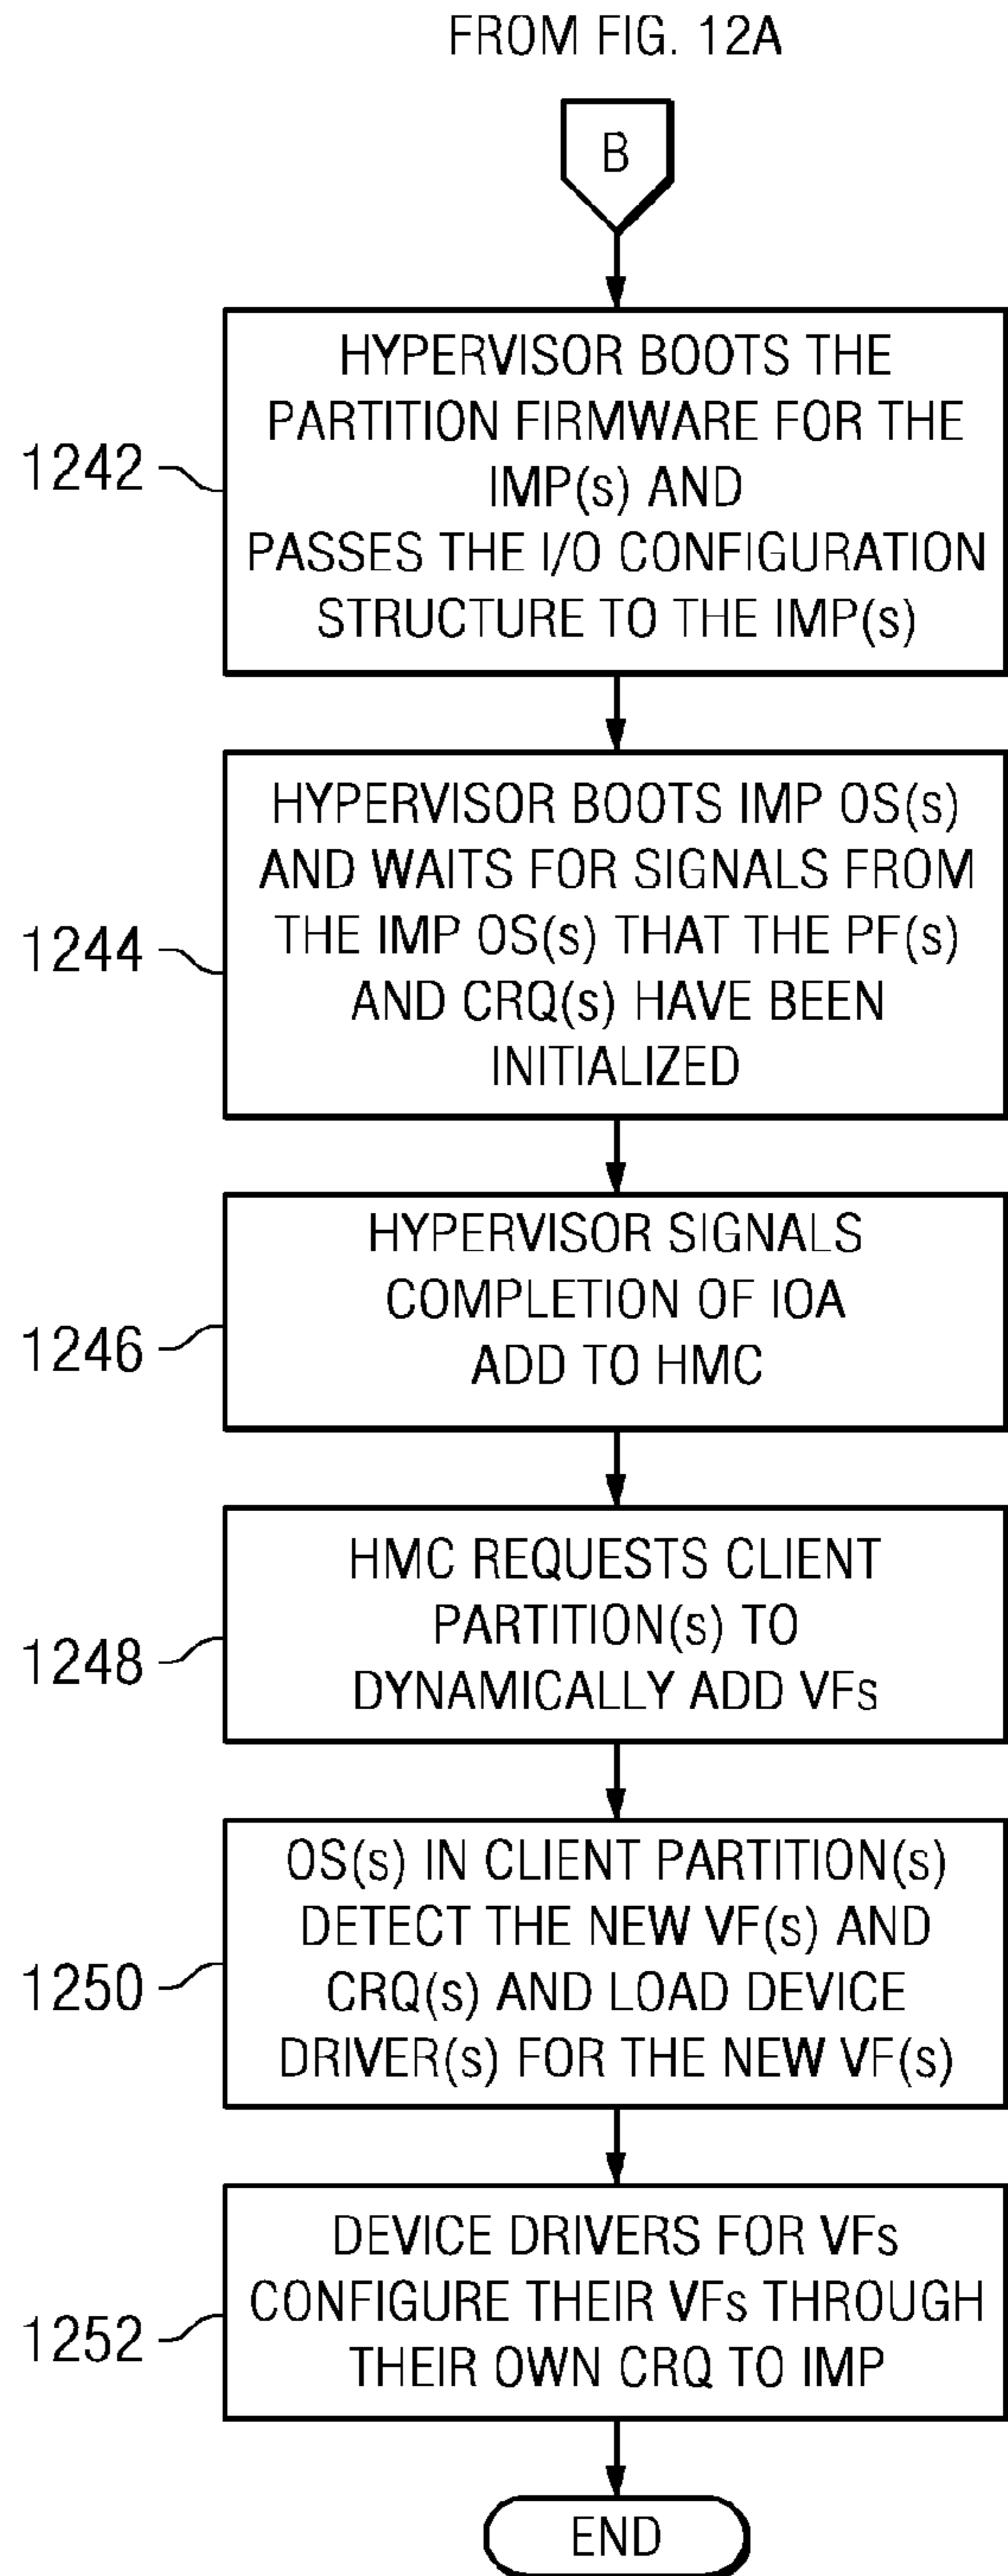 FROM FIG. 12A
B
1242
HYPERVISOR BOOTS THE
PARTITION FIRMWARE FOR THE
IMP(s) AND
PASSES THE I/O CONFIGURATION
STRUCTURE TO THE IMP(s)
1244
HYPERVISOR BOOTS IMP OS(s)
AND WAITS FOR SIGNALS FROM
THE IMP OS(s) THAT THE PF(s)
AND CRQ(s) HAVE BEEN
INITIALIZED
1246
HYPERVISOR SIGNALS
COMPLETION OF IOA
ADD TO HMC
1248
HMC REQUESTS CLIENT
PARTITION(s) TO
DYNAMICALLY ADD VFs
1250
OS(s) IN CLIENT PARTITION(s)
DETECT THE NEW VF(s) AND
CRQ(s) AND LOAD DEVICE
DRIVER(s) FOR THE NEW VF(s)
1252
DEVICE DRIVERS FOR VFs
CONFIGURE THEIR VFs THROUGH
THEIR OWN CRQ TO IMP
END